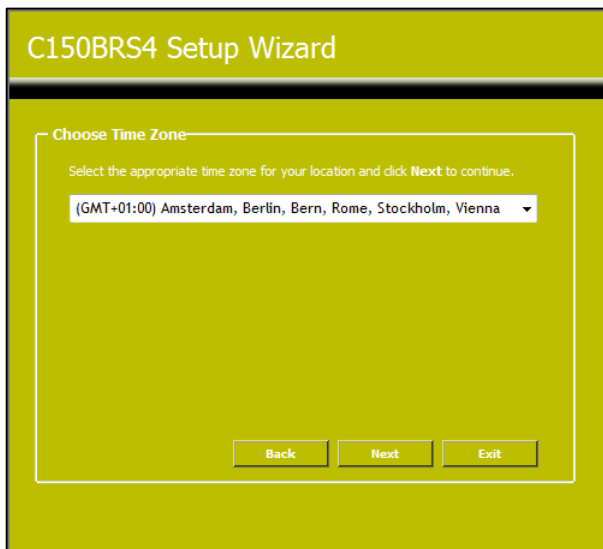 C150BRS4 Setup Wizard
Choose Time Zone
Select the appropriate time zone for your location and click Next to continue.
(GMT+01:00) Amsterdam, Berlin, Bern, Rome, Stockholm, Vienna
Back Next Exit